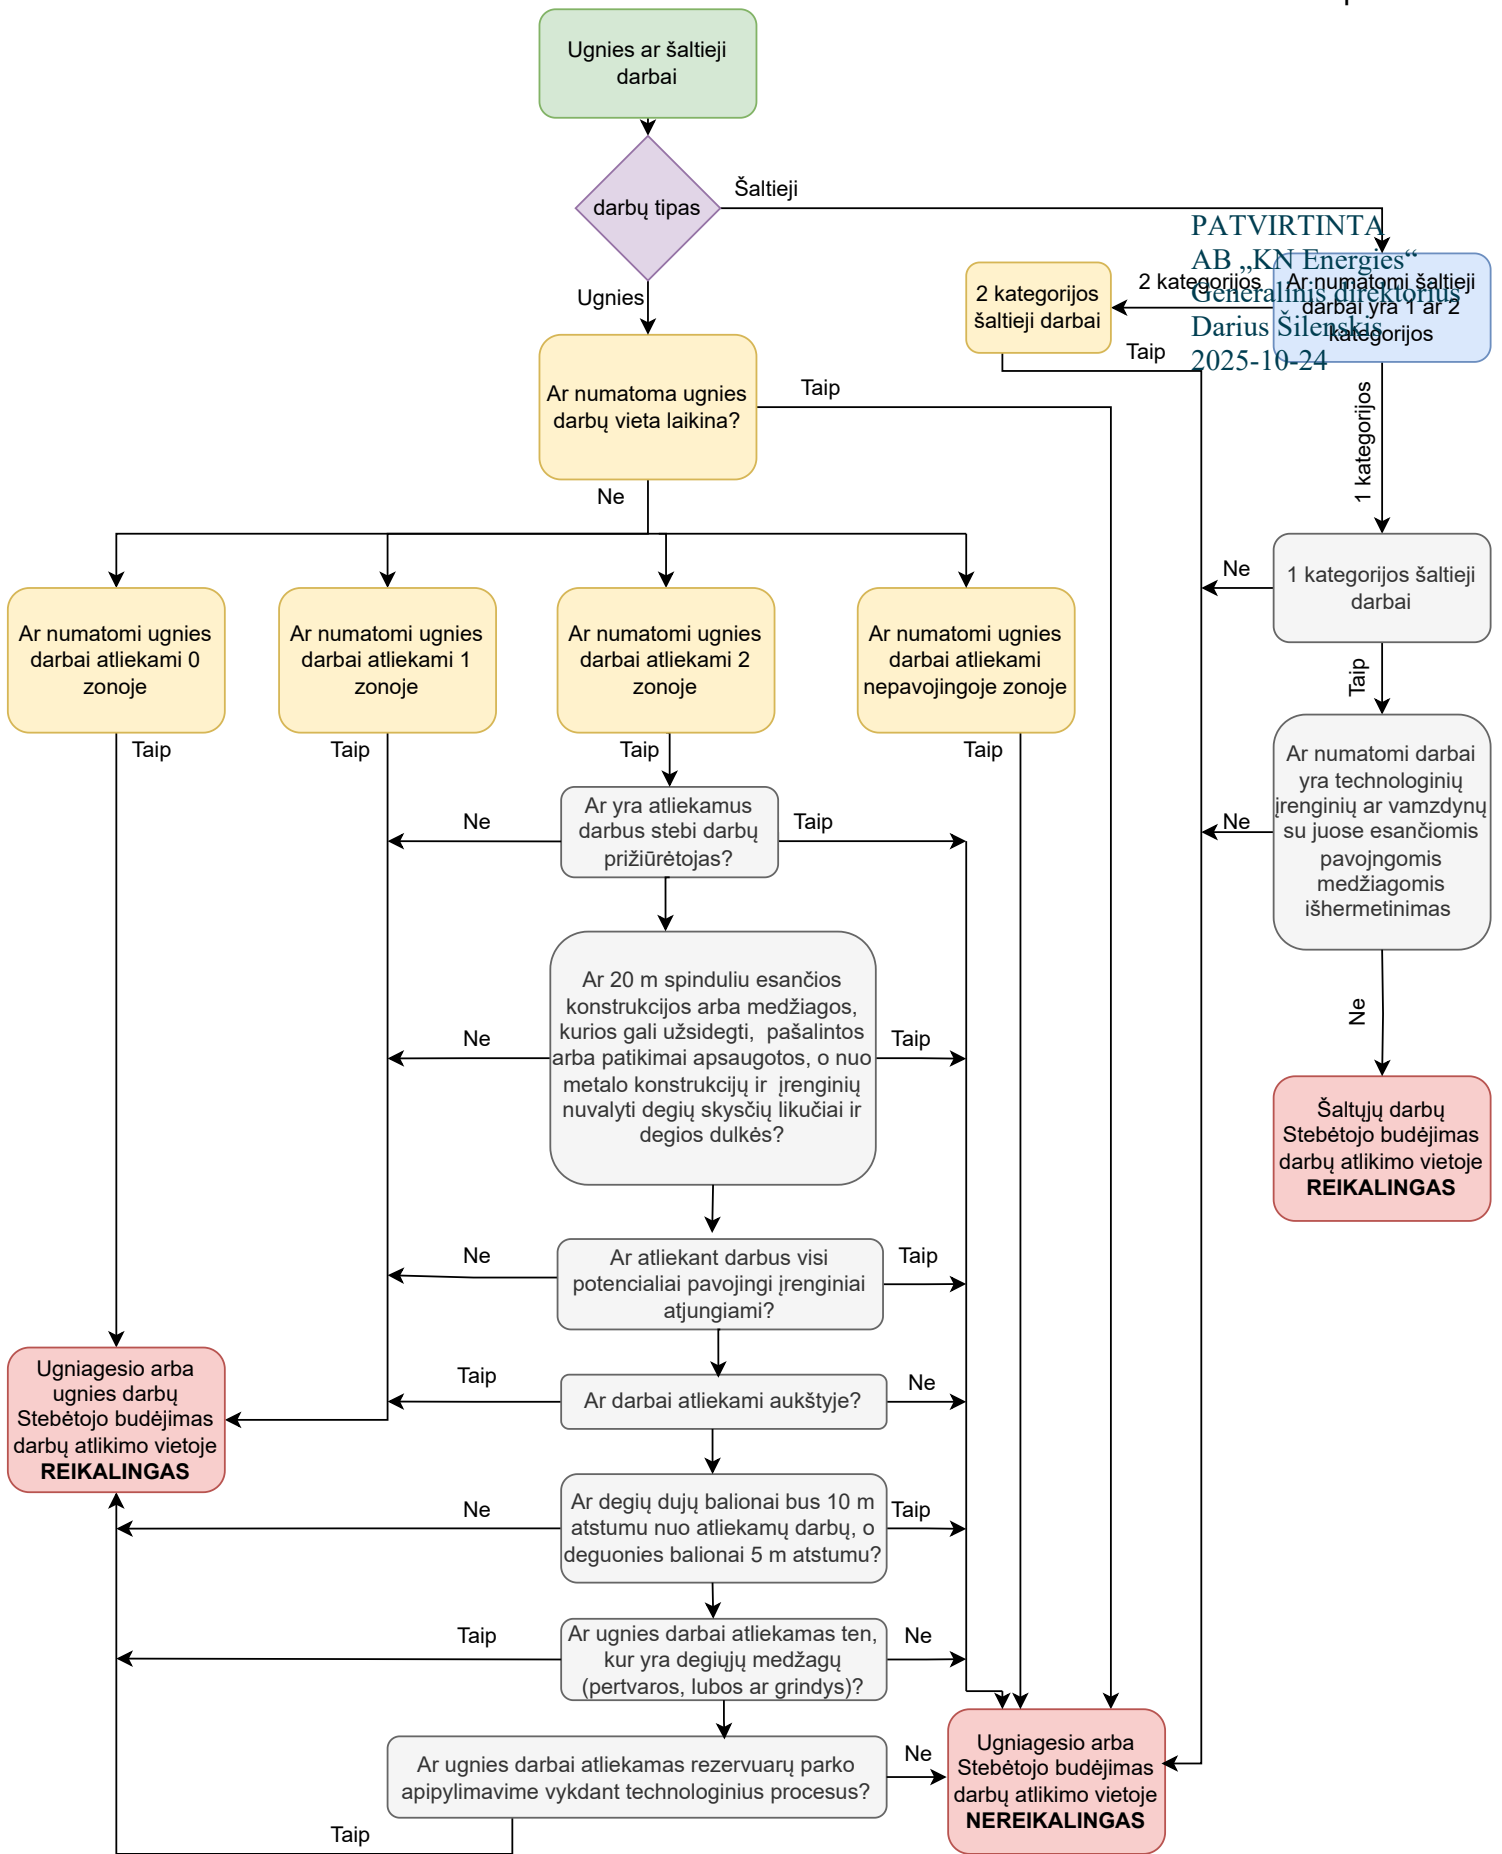 Ugnies ar šaltieji
darbai
darbų tipas
Šaltieji
Ugnies
PATVIRTINTA
AB „KN Energies“
Generalinis direktorius
Darius Šilenskis
2025-10-24
2 kategorijos
šaltieji darbai
2 kategorijos
Ar numatomi šaltieji
darbai yra 1 ar 2
kategorijos
Taip
1 kategorijos
Ar numatoma ugnies
darbų vieta laikina?
Taip
Ne
Ne
1 kategorijos šaltieji
darbai
Taip
Ar numatomi ugnies
darbai atliekami 0
zonoje
Ar numatomi ugnies
darbai atliekami 1
zonoje
Ar numatomi ugnies
darbai atliekami 2
zonoje
Ar numatomi ugnies
darbai atliekami
nepavojingoje zonoje
Taip
Taip
Taip
Taip
Ne
Ar numatomi darbai
yra technologinių
įrenginių ar vamzdynų
su juose esančiomis
pavojngomis
medžiagomis
išhermetinimas
Ne
Ne
Ar yra atliekamus
darbus stebi darbų
prižiūrėtojas?
Taip
Ne
Ar 20 m spinduliu esančios
konstrukcijos arba medžiagos,
kurios gali užsidegti, pašalintos
arba patikimai apsaugotos, o nuo
metalo konstrukcijų ir įrenginių
nuvalyti degių skysčių likučiai ir
degios dulkės?
Taip
Šaltųjų darbų
Stebėtojo budėjimas
darbų atlikimo vietoje
REIKALINGAS
Ne
Ar atliekant darbus visi
potencialiai pavojingi įrenginiai
atjungiami?
Taip
Taip
Ar darbai atliekami aukštyje?
Ne
Ugniagesio arba
ugnies darbų
Stebėtojo budėjimas
darbų atlikimo vietoje
REIKALINGAS
Ne
Ar degių dujų balionai bus 10 m
atstumu nuo atliekamų darbų, o
deguonies balionai 5 m atstumu?
Taip
Taip
Ar ugnies darbai atliekamas ten,
kur yra degiųjų medžagų
(pertvaros, lubos ar grindys)?
Ne
Ar ugnies darbai atliekamas rezervuarų parko
apipylimavime vykdant technologinius procesus?
Ne
Taip
Ugniagesio arba
Stebėtojo budėjimas
darbų atlikimo vietoje
NEREIKALINGAS